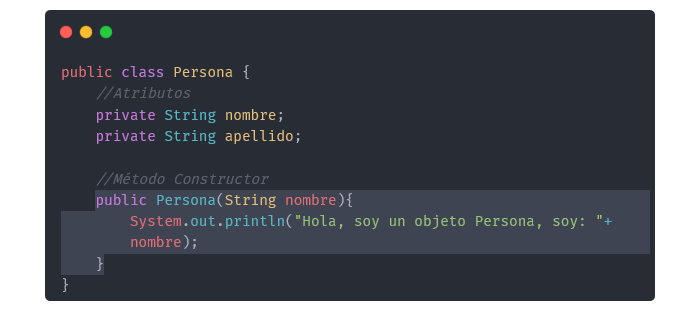 public class Persona {
    //Atributos
    private String nombre;
    private String apellido;

    //Método Constructor
    public Persona(String nombre){
        System.out.println("Hola, soy un objeto Persona, soy: "+
        nombre);
    }
}